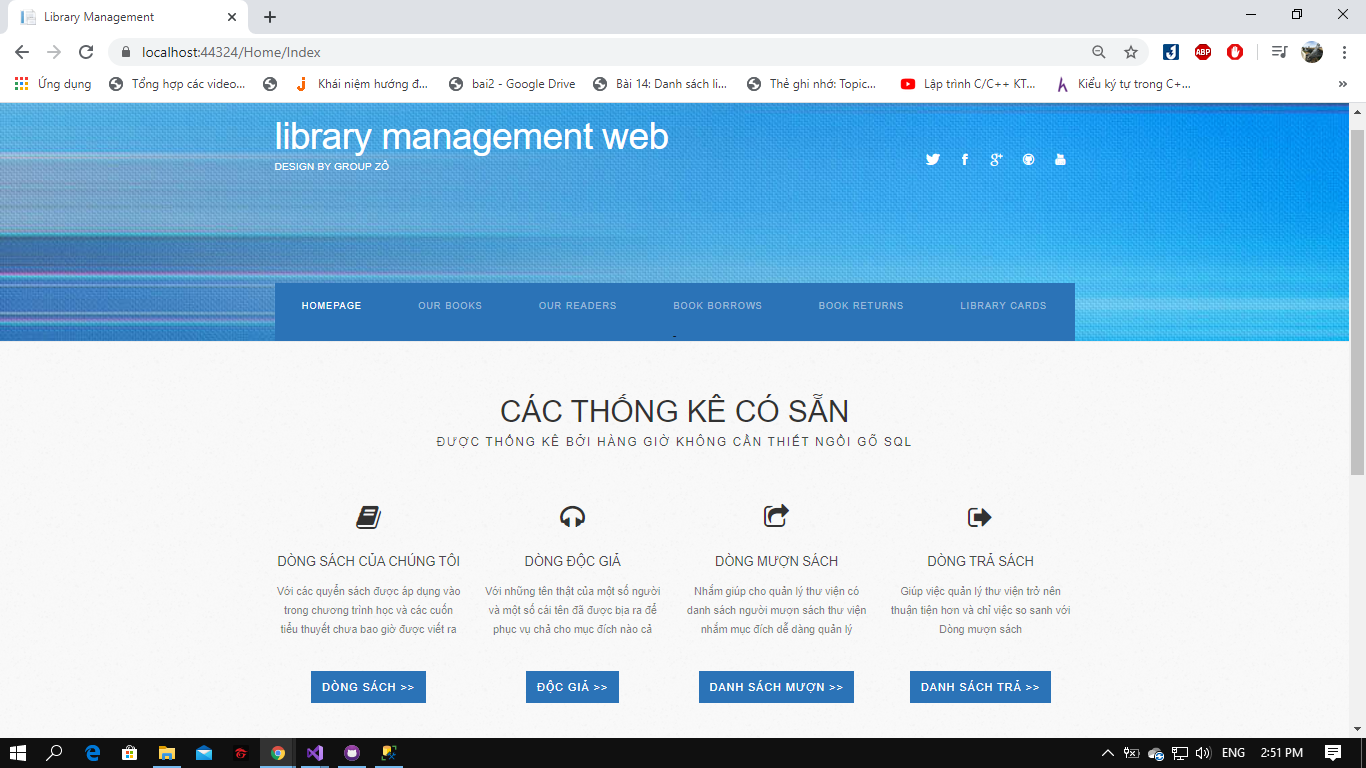 Library Management
localhost:44324/Home/Index
Ứng dụng
Tổng hợp các video...
Khái niệm hướng đ...
bai2 - Google Drive
Bài 14: Danh sách li...
Thẻ ghi nhớ: Topic...
Lập trình C/C++ KT...
Kiểu ký tự trong C+...
»
library management web
DESIGN BY GROUP ZỒ
HOMEPAGE OUR BOOKS OUR READERS BOOK BORROWS BOOK RETURNS LIBRARY CARDS
CÁC THỐNG KÊ CÓ SẴN
ĐƯỢC THỐNG KÊ BỞI HÀNG GIỜ KHÔNG CẦN THIẾT NGỒI GÕ SQL
DÒNG SÁCH CỦA CHÚNG TÔI
Với các quyển sách được áp dụng vào
trong chương trình học và các cuốn
tiểu thuyết chưa bao giờ được viết ra
DÒNG SÁCH >>
DÒNG ĐỘC GIẢ
Với những tên thật của một số người
và một số cái tên đã được bịa ra để
phục vụ chả cho mục đích nào cả
ĐỘC GIẢ >>
DÒNG MƯỢN SÁCH
Nhằm giúp cho quản lý thư viện có
danh sách người mượn sách thư viện
nhằm mục đích dễ dàng quản lý
DANH SÁCH MƯỢN >>
DÒNG TRẢ SÁCH
Giúp việc quản lý thư viện trở nên
thuận tiện hơn và chỉ việc so sanh với
Dòng mượn sách
DANH SÁCH TRẢ >>
ENG
2:51 PM